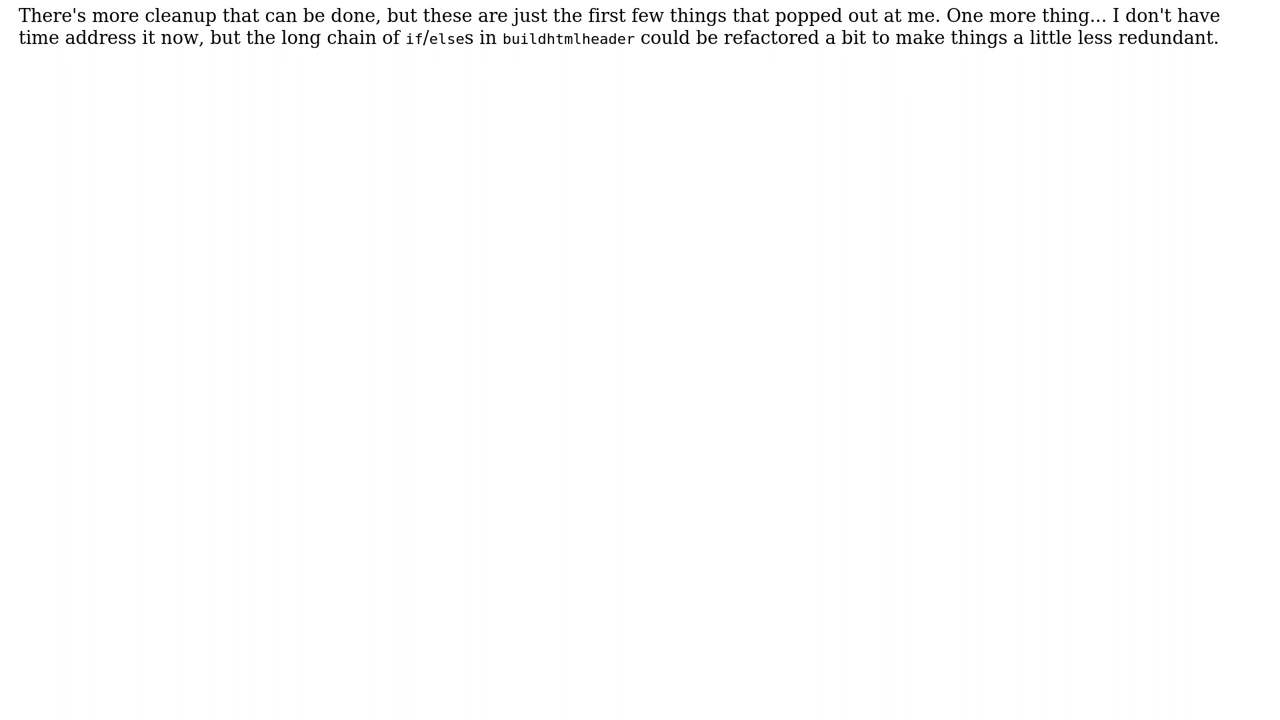 There's more cleanup that can be done, but these are just the first few things that popped out at me. One more thing... I don't have
time address it now, but the long chain of if/elses in buildhtmlheader could be refactored a bit to make things a little less redundant.